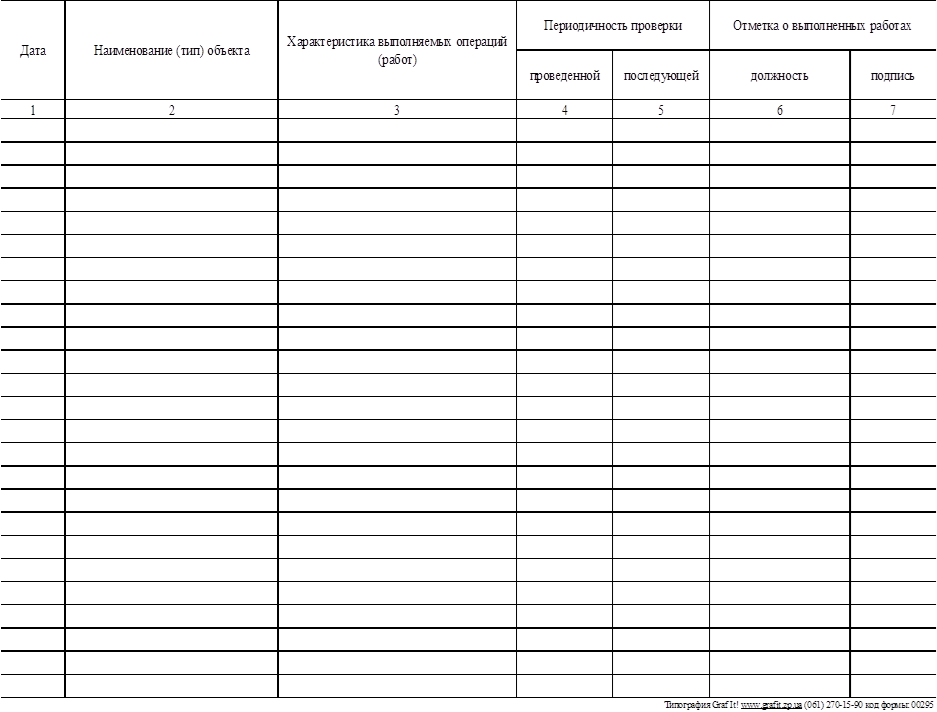 Дата
Наименование (тип) объекта
Характеристика выполняемых операций
(работ)
Периодичность проверки
Отметка о выполненных работах
проведенной
последующей
должность
подпись
1 2 3 4 5 6 7
Типография Graf It! www.grafit.zp.ua (061) 270-15-90 код формы: 00295